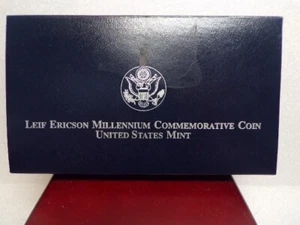 Leif Ericson Millennium Commemorative Coin
United States Mint